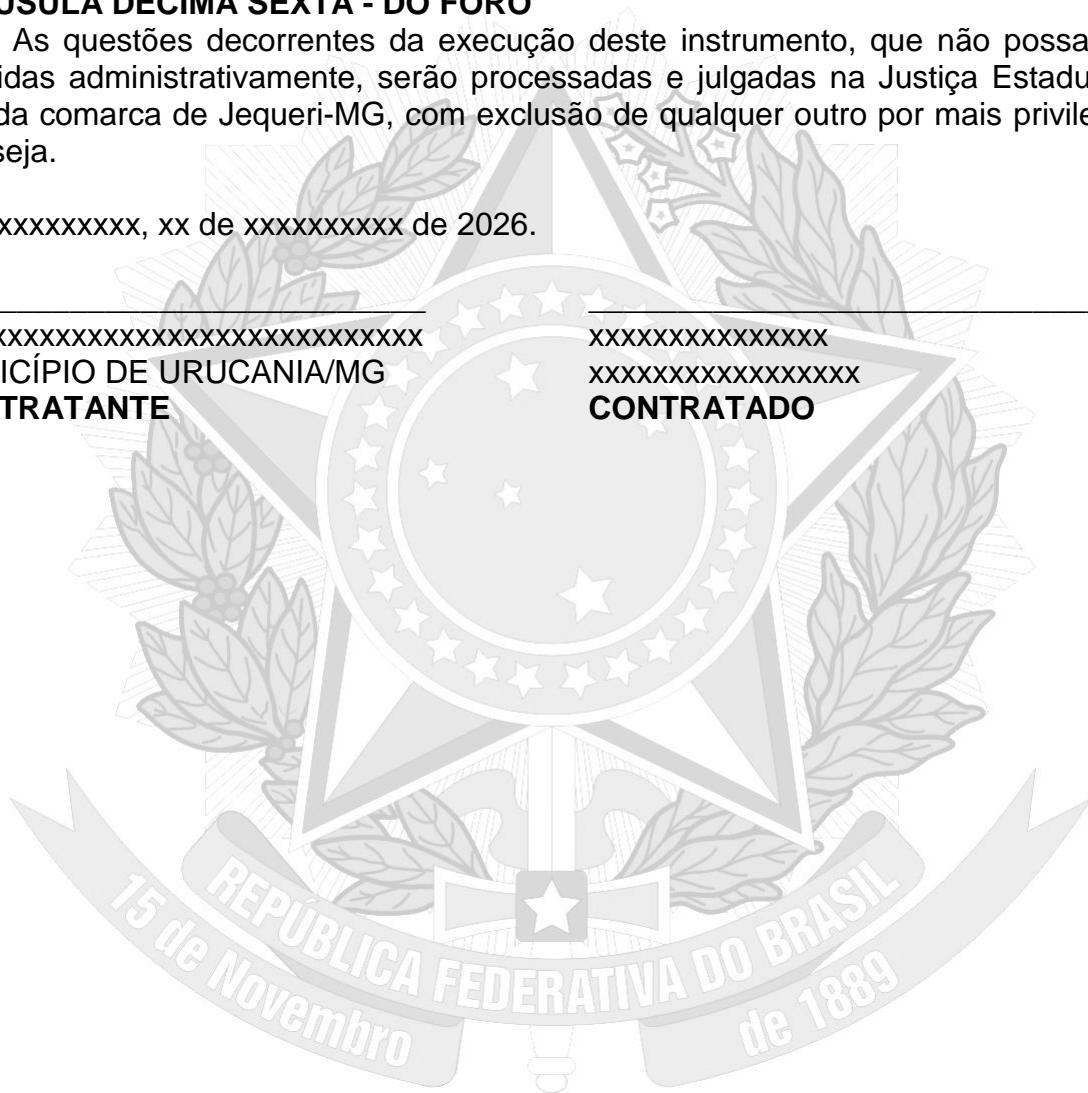 USULA DÉCIMA SEXTA - DO FORO
As questões decorrentes da execução deste instrumento, que não possa
idas administrativamente, serão processadas e julgadas na Justiça Estadu
da comarca de Jequeri-MG, com exclusão de qualquer outro por mais privile
seja.
xxxxxxxxxx, xx de xxxxxxxxxx de 2026.
xxxxxxxxxxxxxxxxxxxxxxxxxxx xxxxxxxxxxxxxxx
ICÍPIO DE URUCANIA/MG xxxxxxxxxxxxxxxxx
TRATANTE CONTRATADO
REPÚBLICA FEDERATIVA DO BRASIL
15 de Novembro de 1889